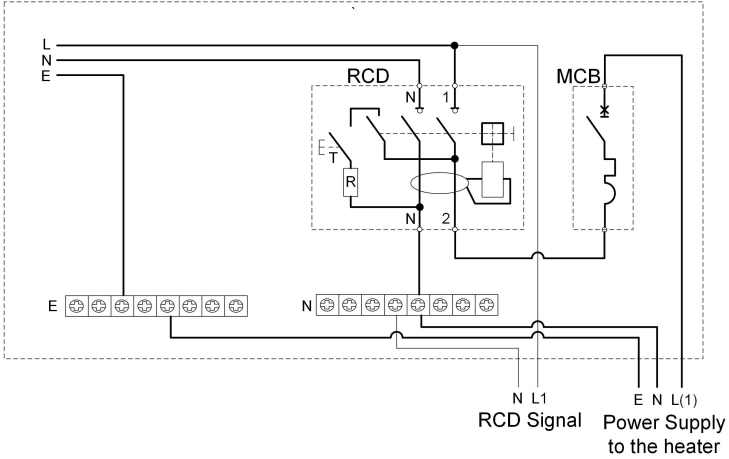 L
N
E
RCD
MCB
N 1
T
R
N 2
E
N
N L1
RCD Signal
E N L(1)
Power Supply
to the heater